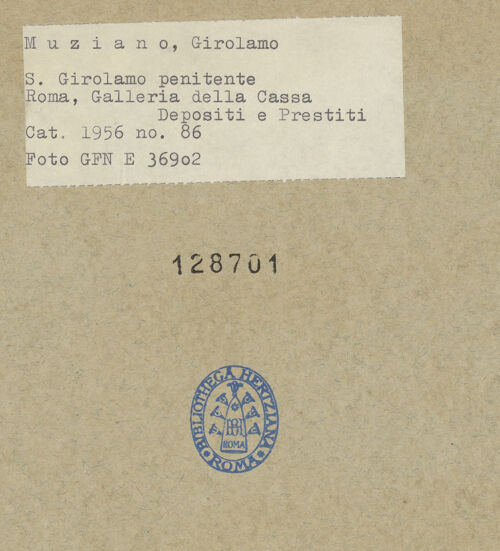 M u z i a n o, Girolamo
S. Girolamo penitente
Roma, Galleria della Cassa
Depositi e Prestiti
Cat. 1956 no. 86
Foto GFN E 369o2
128701
BIBLIOTHECA HERTZIANA
ROMA
ROMA